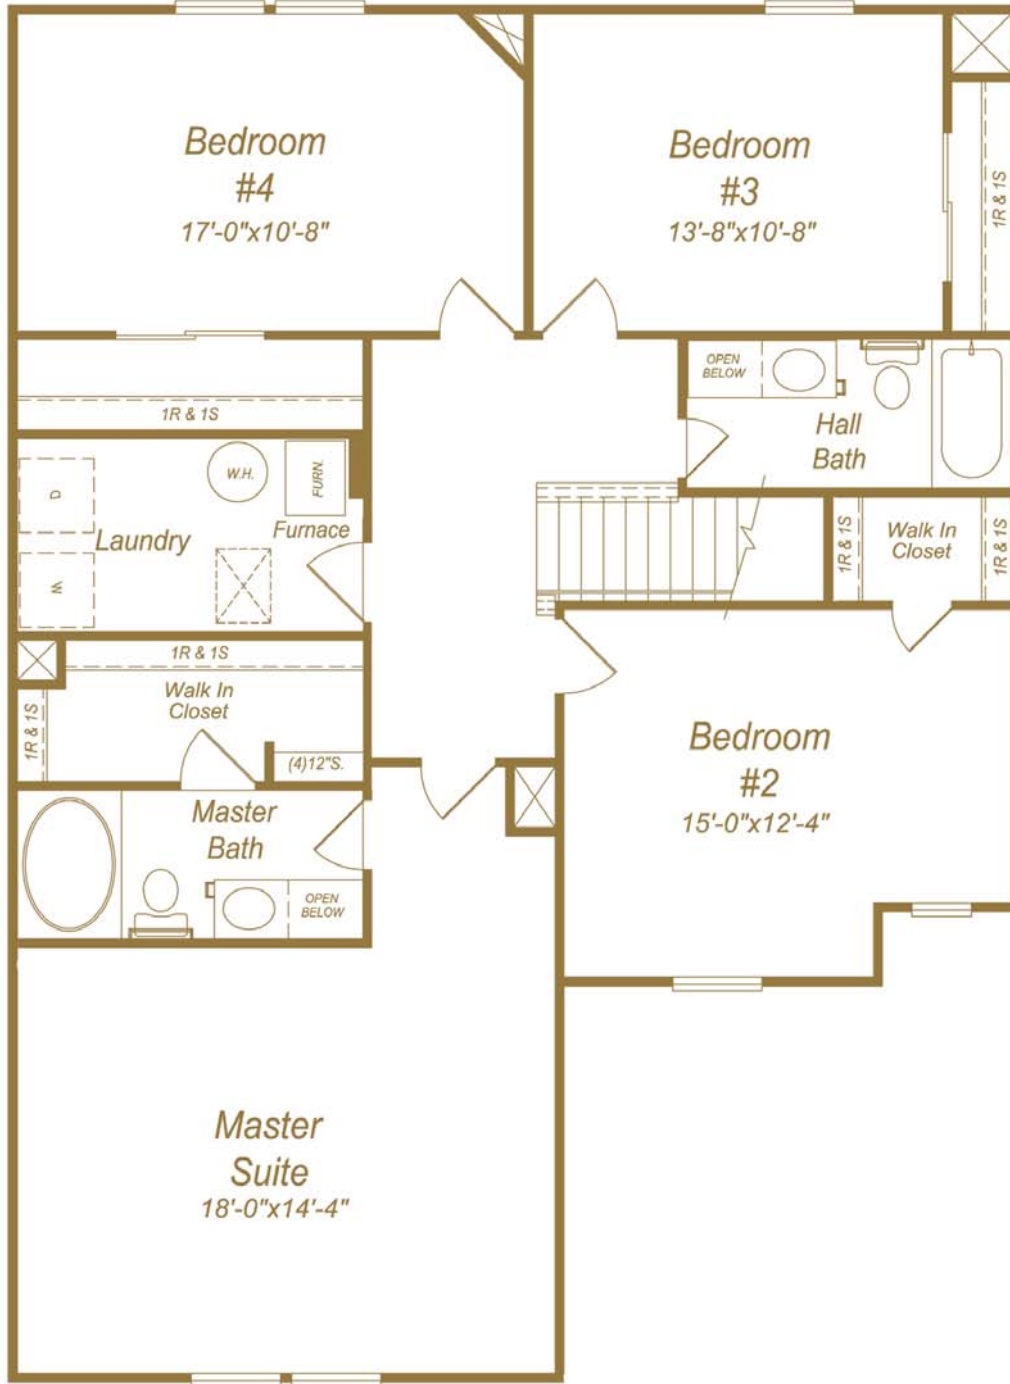 Bedroom
#4
17'-0"x10'-8"
Bedroom
#3
13'-8"x10'-8"
1R & 1S
1R & 1S
OPEN
BELOW
Hall
Bath
W.H.
FURN.
Furnace
D
Laundry
W
1R & 1S
Walk In
Closet
1R & 1S
1R & 1S
Walk In
Closet
1R & 1S
(4)12"S.
Bedroom
#2
15'-0"x12'-4"
Master
Bath
OPEN
BELOW
Master
Suite
18'-0"x14'-4"